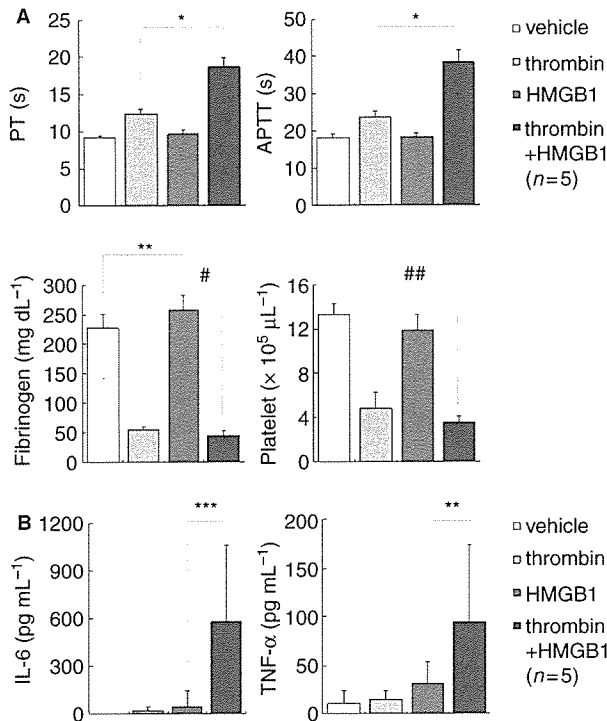 A
PT (s)
25
20
15
10
5
0
*
APTT (s)
60
50
40
30
20
10
0
*
vehicle
thrombin
HMGB1
thrombin
+HMGB1
(n=5)
Fibrinogen (mg dL−1)
300
250
200
150
100
50
0
**
#
Platelet (× 10⁵ μL−1)
16
12
8
4
0
##
B
IL-6 (pg mL−1)
1200
900
600
300
0
***
TNF-α (pg mL−1)
200
150
100
50
0
**
vehicle
thrombin
HMGB1
thrombin
+HMGB1
(n=5)